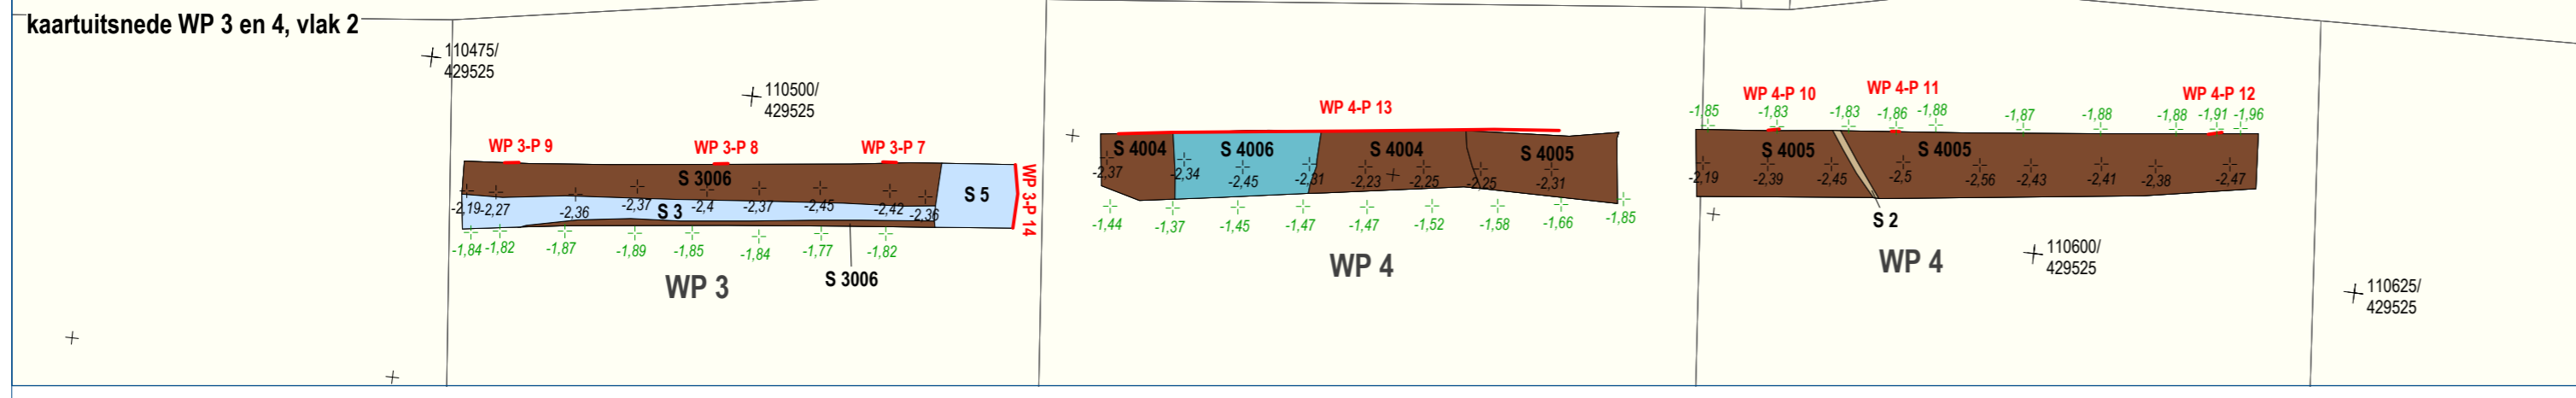 kaartuitsnede WP 3 en 4, vlak 2
110475/
429525
110500/
429525
WP 3-P 9
WP 3-P 8
WP 3-P 7
WP 3-P 14
S 3006
S 5
S 3
-2,19
-2,27
-2,36
-2,37
-2,4
-2,37
-2,45
-2,42
-2,36
-1,84
-1,82
-1,87
-1,89
-1,85
-1,84
-1,77
-1,82
S 3006
WP 3
WP 4-P 13
S 4004
S 4006
S 4004
S 4005
-2,37
-2,34
-2,45
-2,31
-2,23
-2,25
-2,25
-2,31
-1,44
-1,37
-1,45
-1,47
-1,47
-1,52
-1,58
-1,66
-1,85
WP 4
WP 4-P 10
WP 4-P 11
WP 4-P 12
-1,85
-1,83
-1,83
-1,86
-1,88
-1,87
-1,88
-1,88
-1,91
-1,96
S 4005
S 4005
-2,19
-2,39
-2,45
-2,5
-2,56
-2,43
-2,41
-2,38
-2,47
S 2
WP 4
110600/
429525
110625/
429525